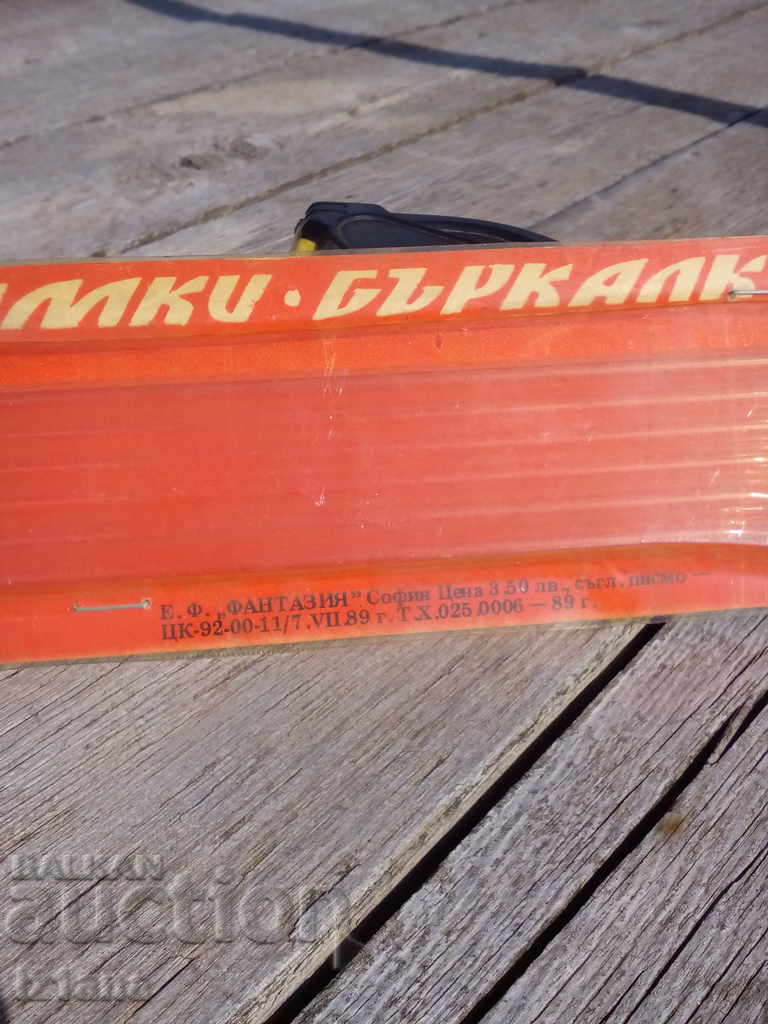 ИМКИ · БЪРКАЛК
Е. Ф. „ФАНТАЗИЯ" София Цена 3.50 лв., съгл. писмо —
ЦК-92-00-11/7.VII.89 г. Т.Х.025.0006 — 89 г.
BALKAN
auction